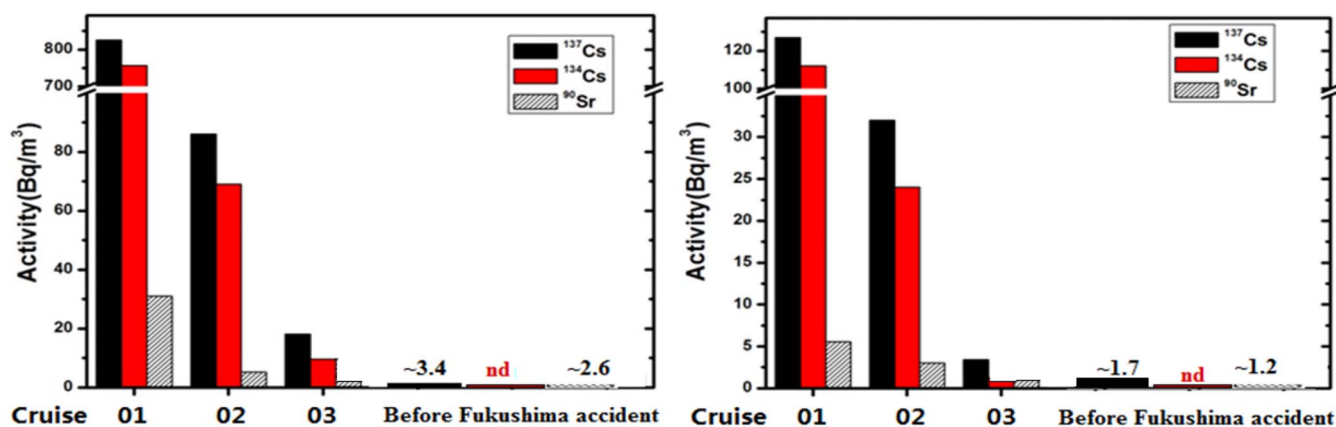 800
700
80
60
40
20
0
Activity(Bq/m³)
¹³⁷Cs
¹³⁴Cs
⁹⁰Sr
~3.4
nd
~2.6
Cruise 01 02 03 Before Fukushima accident
120
100
30
25
20
15
10
5
0
Activity(Bq/m³)
¹³⁷Cs
¹³⁴Cs
⁹⁰Sr
~1.7
nd
~1.2
Cruise 01 02 03 Before Fukushima accident